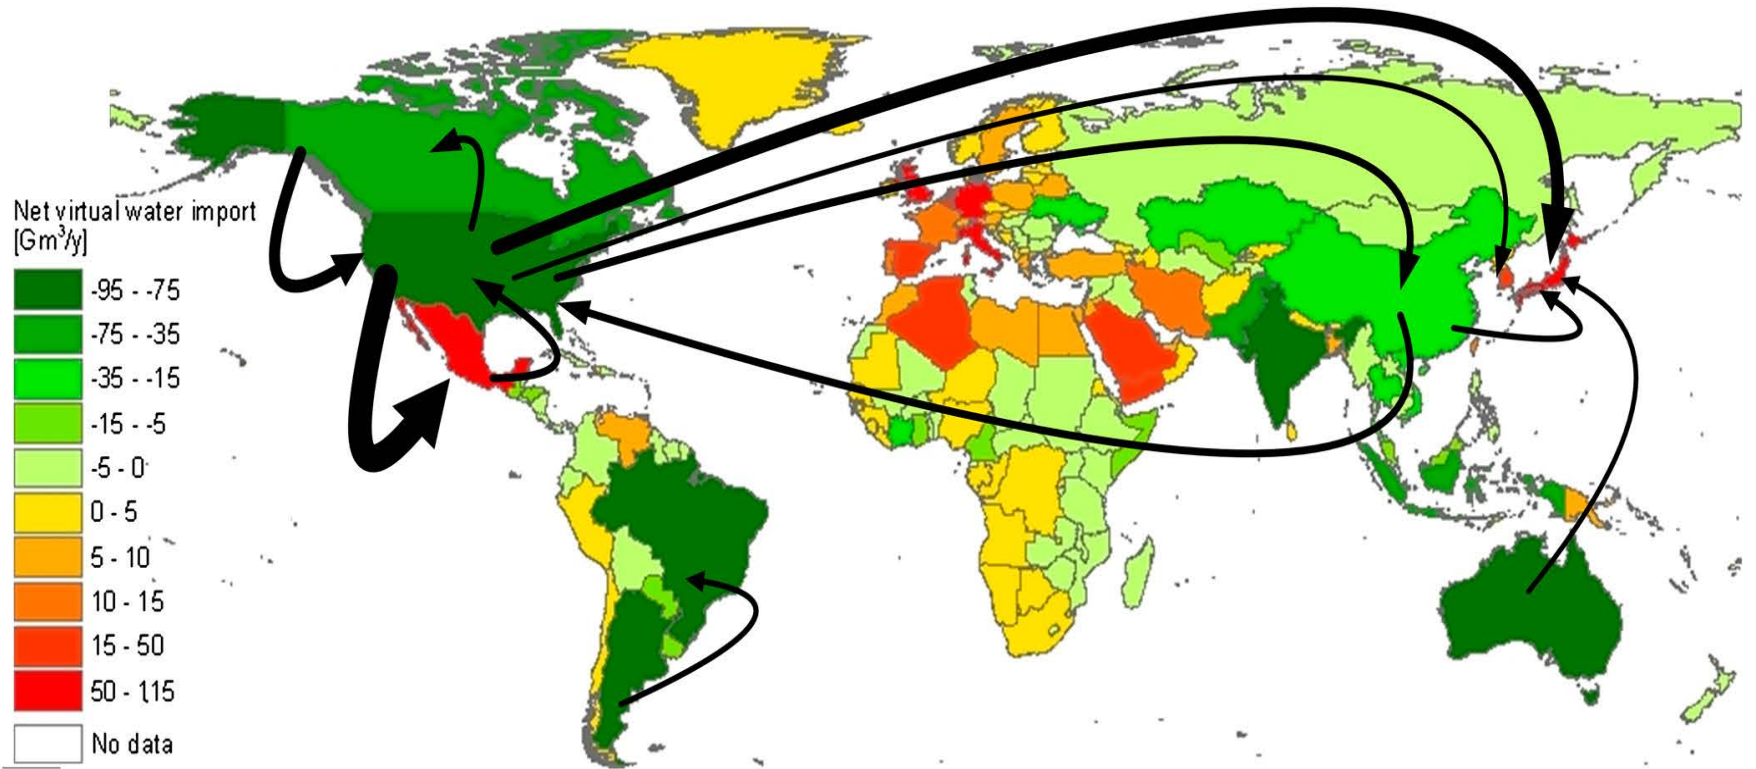 Net virtual water import
[Gm³/y]
-95 - -75
-75 - -35
-35 - -15
-15 - -5
-5 - 0
0 - 5
5 - 10
10 - 15
15 - 50
50 - 115
No data